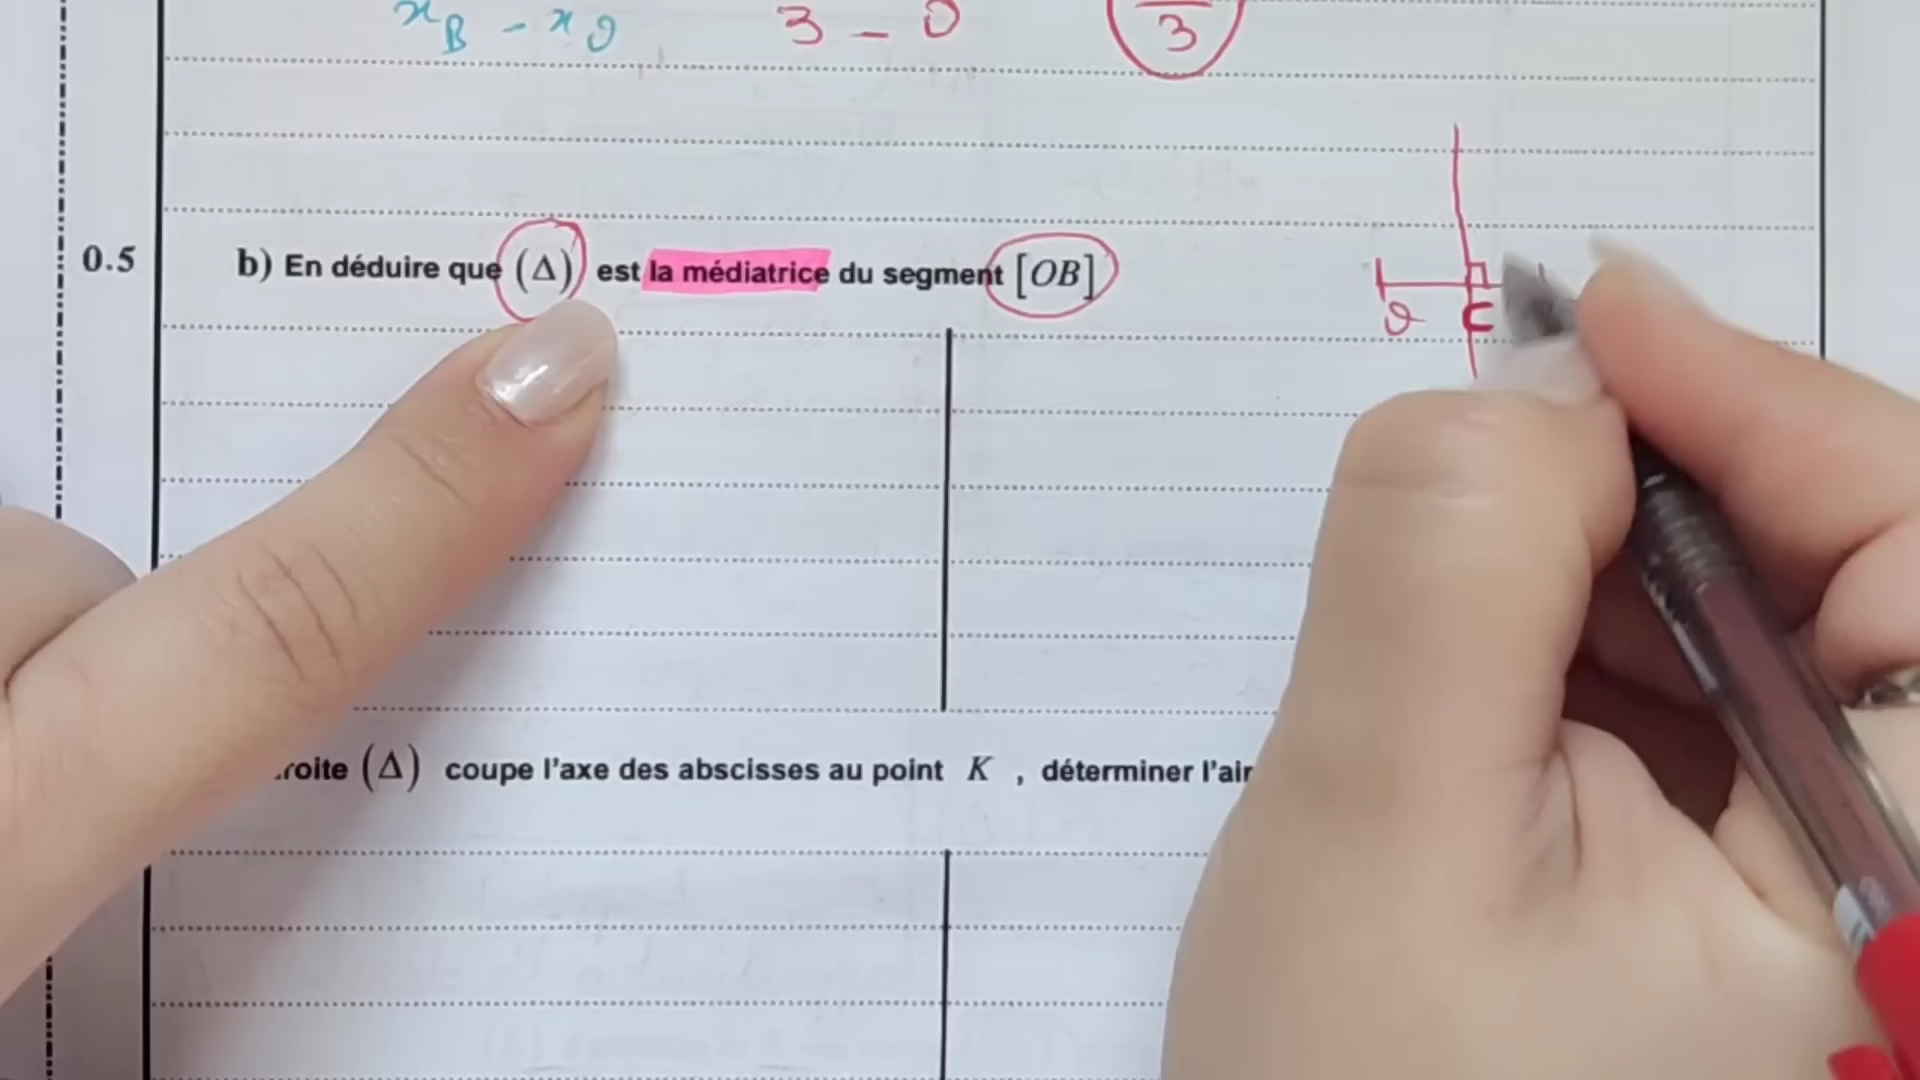 x_B - x_O 3 - 0 3
0.5 b) En déduire que (Δ) est la médiatrice du segment [OB]
O C
roite (Δ) coupe l'axe des abscisses au point K , déterminer l'air